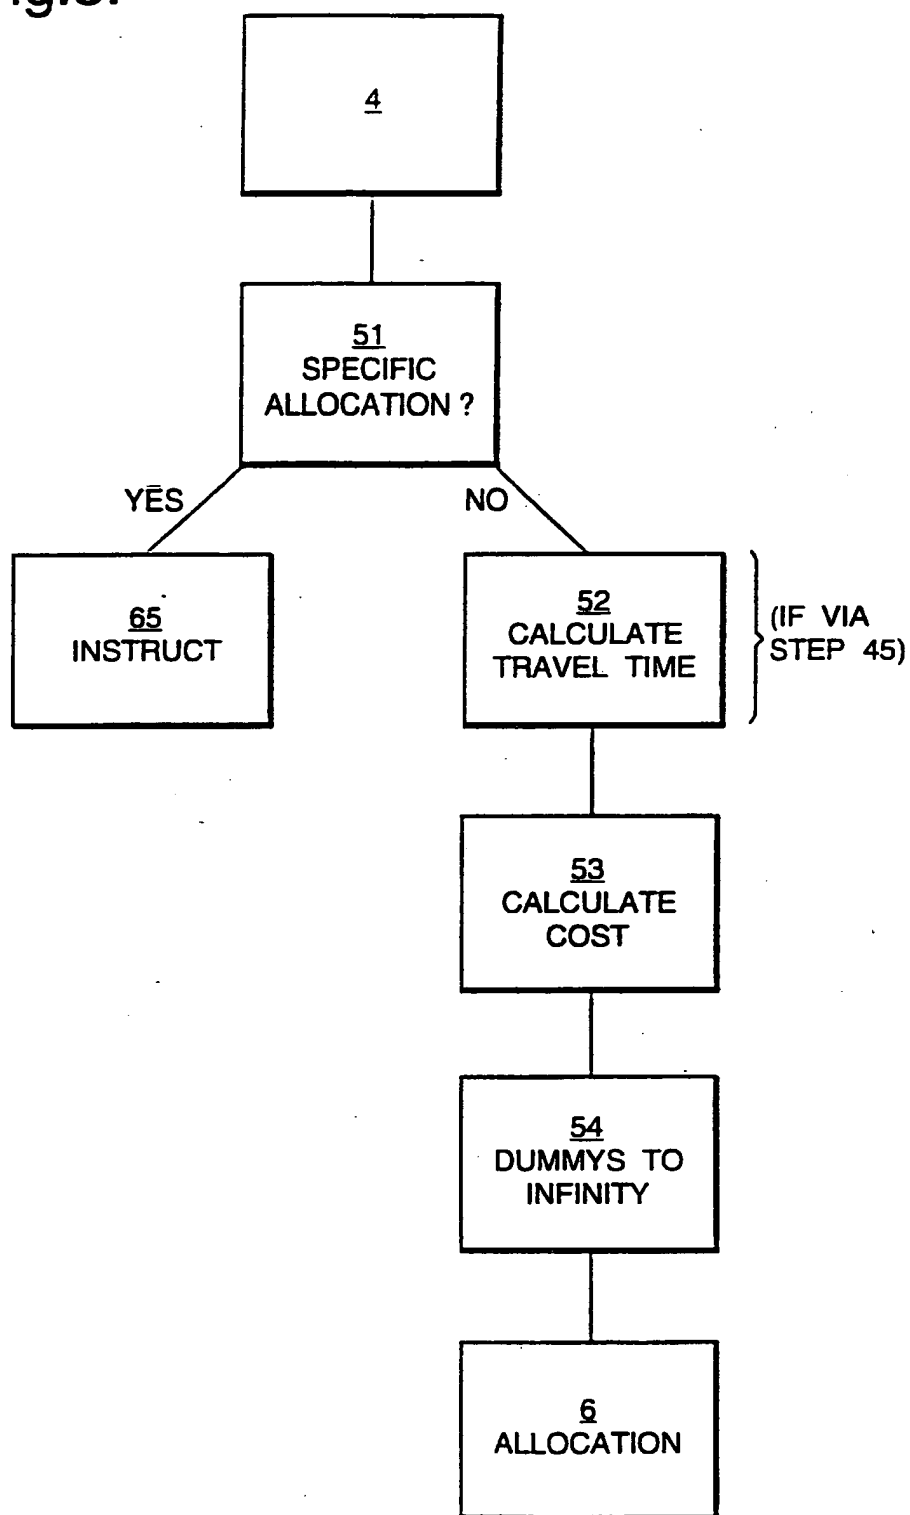 4
51
SPECIFIC
ALLOCATION ?
YES
NO
65
INSTRUCT
52
CALCULATE
TRAVEL TIME
(IF VIA
STEP 45)
53
CALCULATE
COST
54
DUMMYS TO
INFINITY
6
ALLOCATION